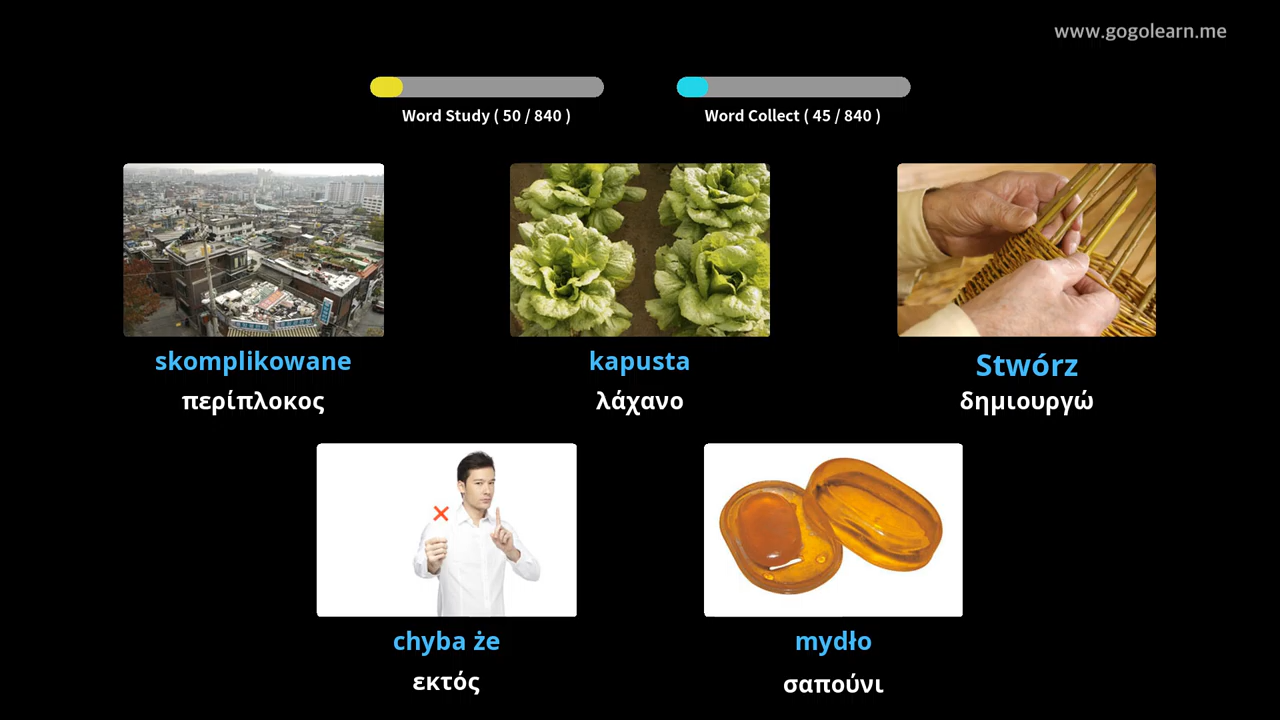 www.gogolearn.me
Word Study ( 50 / 840 )
Word Collect ( 45 / 840 )
skomplikowane
περίπλοκος
kapusta
λάχανο
Stwórz
δημιουργώ
chyba że
εκτός
mydło
σαπούνι